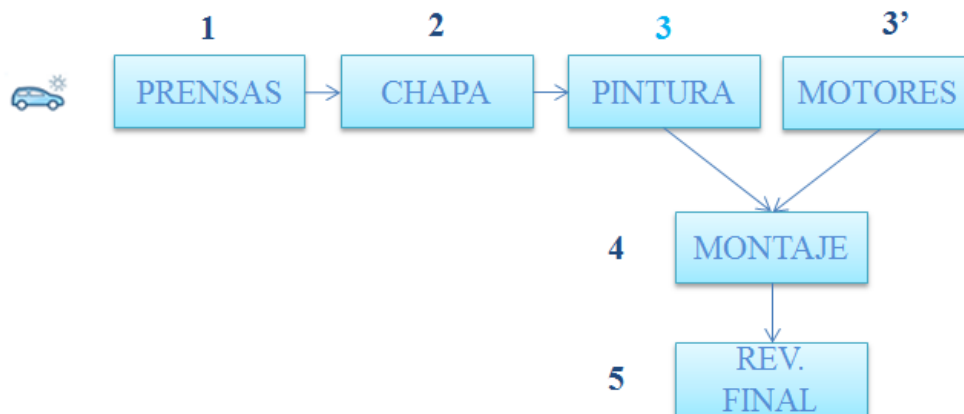 1
2
3
3’
PRENSAS
CHAPA
PINTURA
MOTORES
4
MONTAJE
5
REV.
FINAL